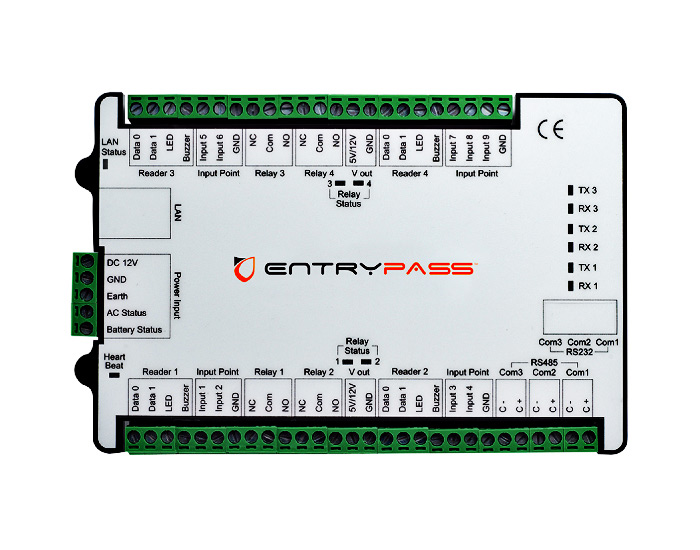 CE
LAN Status
Data 0 Data 1 LED Buzzer Input 5 Input 6 GND NC Com NO NC Com NO 5V/12V GND Data 0 Data 1 LED Buzzer Input 7 Input 8 Input 9 GND
Reader 3 Input Point Relay 3 Relay 4 V out Reader 4 Input Point
3 4
Relay Status
LAN
TX 3
RX 3
TX 2
RX 2
TX 1
RX 1
ENTRYPASS™
DC 12V
GND
Earth
AC Status
Battery Status
Power Input
Com3 Com2 Com1
RS232
Heart Beat
Relay Status
1 2
RS485
Reader 1 Input Point Relay 1 Relay 2 V out Reader 2 Input Point Com3 Com2 Com1
Data 0 Data 1 LED Buzzer Input 1 Input 2 GND NC Com NO NC Com NO 5V/12V GND Data 0 Data 1 LED Buzzer Input 3 Input 4 GND C - C + C - C + C - C +